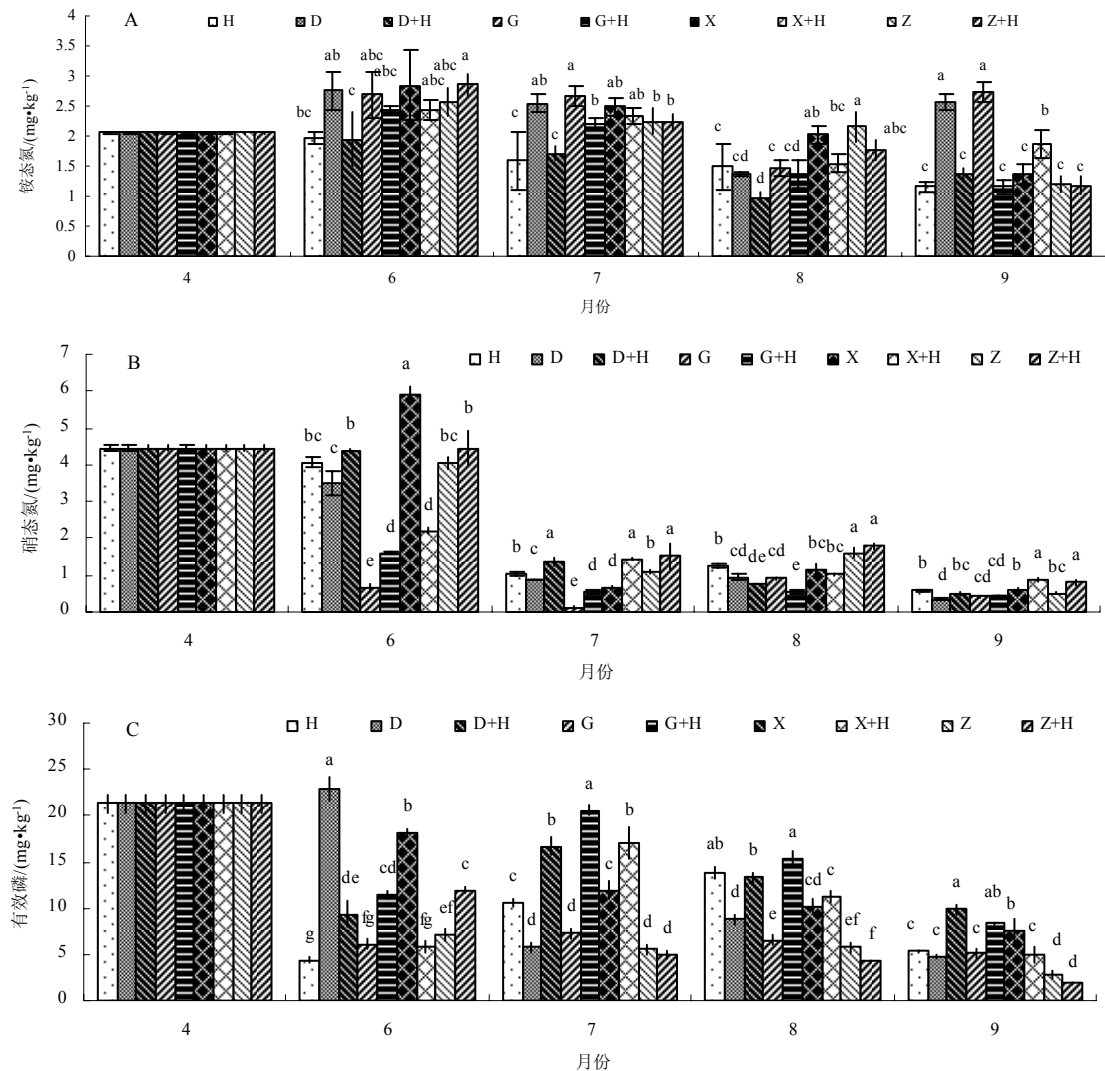 A
H D D+H G G+H X X+H Z Z+H
铵态氮/(mg•kg-1)
4
3.5
3
2.5
2
1.5
1
0.5
0
bc ab c abc abc a abc abc a
c ab c a b ab ab b b
c cd d c cd ab bc a abc
c a c a c c b c c
4 6 7 8 9
月份
B
H D D+H G G+H X X+H Z Z+H
硝态氮/(mg•kg-1)
7
6
5
4
3
2
1
0
bc c b e d a d bc b
b c a e d d a b a
b cd de cd e bc bc a a
b d bc cd cd b a bc a
4 6 7 8 9
月份
C
H D D+H G G+H X X+H Z Z+H
有效磷/(mg•kg-1)
30
25
20
15
10
5
0
g a de fg cd b fg ef c
c d b d a c b d d
ab d b e a cd c ef f
c c a c ab b c d d
4 6 7 8 9
月份